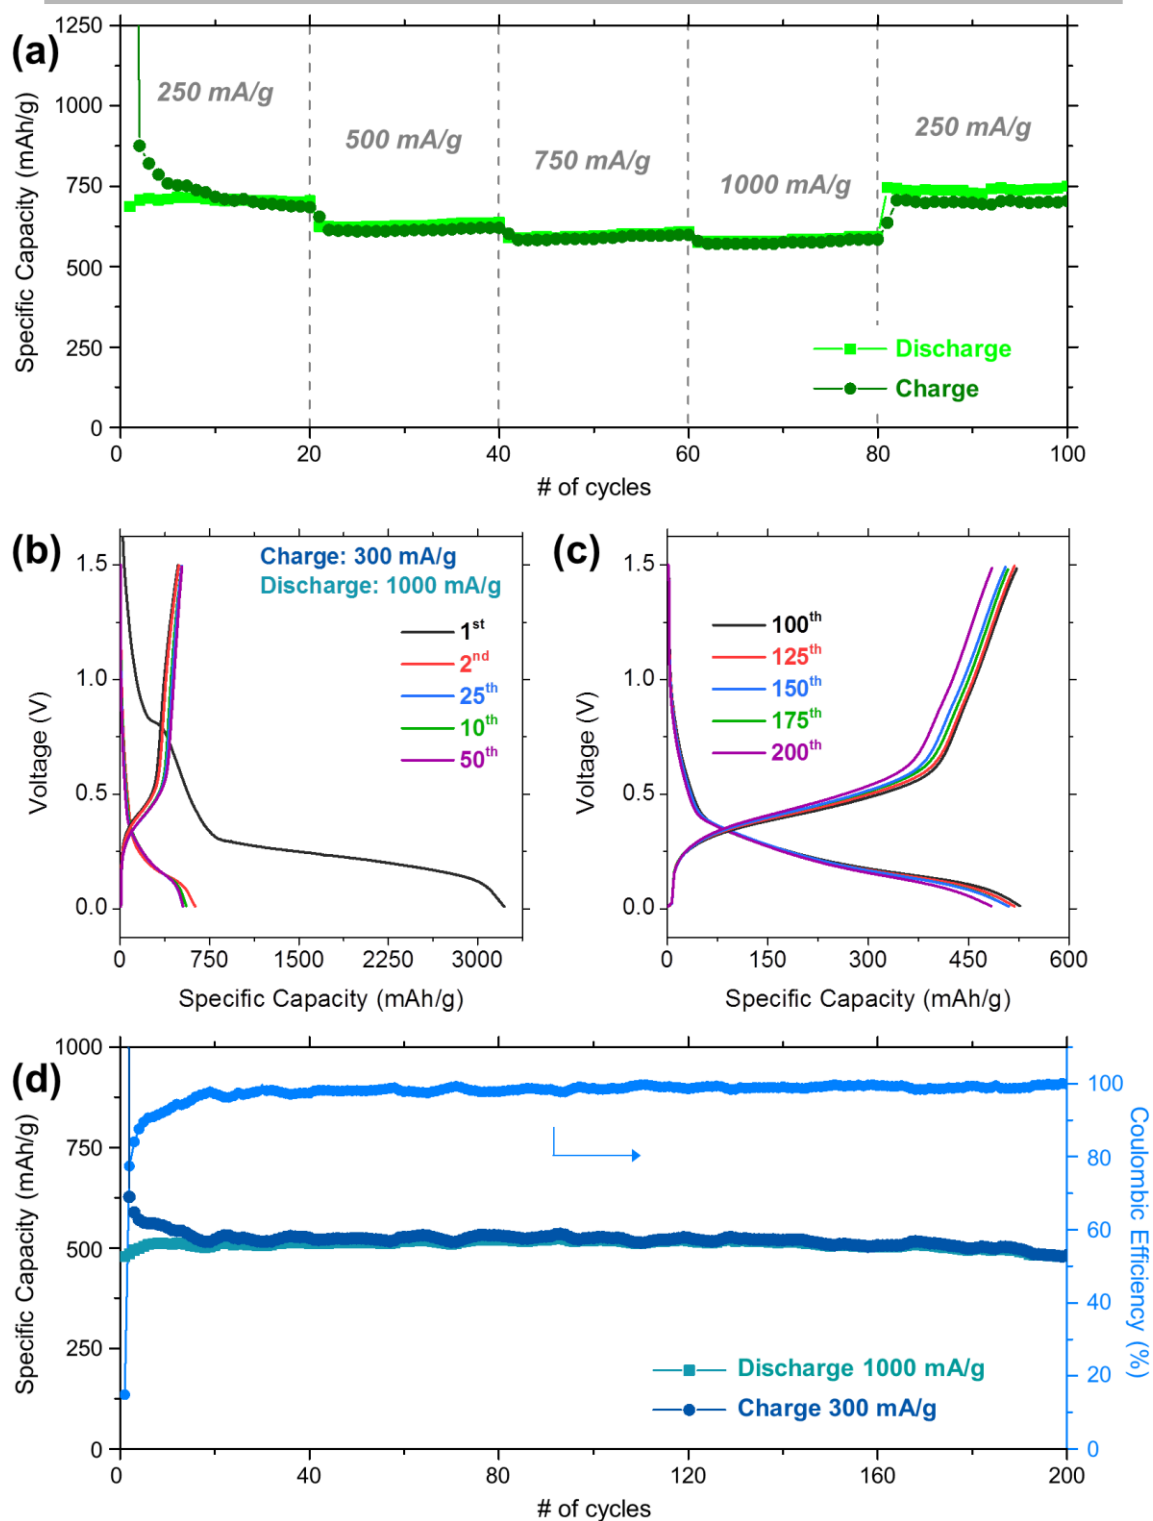 (a)
1250
1000
750
500
250
0
Specific Capacity (mAh/g)
250 mA/g
500 mA/g
750 mA/g
1000 mA/g
250 mA/g
Discharge
Charge
0 20 40 60 80 100
# of cycles
(b)
1.5
1.0
0.5
0.0
Voltage (V)
Charge: 300 mA/g
Discharge: 1000 mA/g
1st
2nd
25th
10th
50th
0 750 1500 2250 3000
Specific Capacity (mAh/g)
(c)
1.5
1.0
0.5
0.0
Voltage (V)
100th
125th
150th
175th
200th
0 150 300 450 600
Specific Capacity (mAh/g)
(d)
1000
750
500
250
0
Specific Capacity (mAh/g)
100
80
60
40
20
0
Coulombic Efficiency (%)
Discharge 1000 mA/g
Charge 300 mA/g
0 40 80 120 160 200
# of cycles